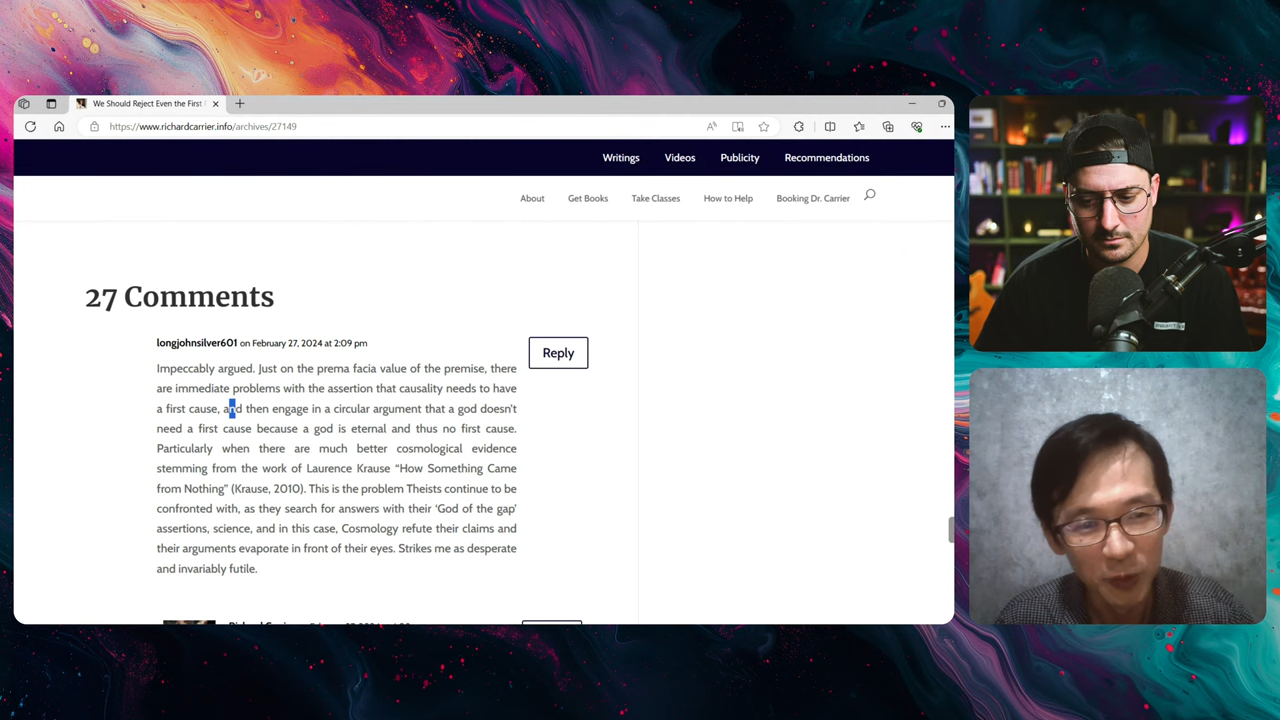 We Should Reject Even the First
https://www.richardcarrier.info/archives/27149
Writings
Videos
Publicity
Recommendations
About
Get Books
Take Classes
How to Help
Booking Dr. Carrier
27 Comments
longjohnsilver601 on February 27, 2024 at 2:09 pm
Reply
Impeccably argued. Just on the prema facia value of the premise, there
are immediate problems with the assertion that causality needs to have
a first cause, and then engage in a circular argument that a god doesn't
need a first cause because a god is eternal and thus no first cause.
Particularly when there are much better cosmological evidence
stemming from the work of Laurence Krause “How Something Came
from Nothing” (Krause, 2010). This is the problem Theists continue to be
confronted with, as they search for answers with their ‘God of the gap’
assertions, science, and in this case, Cosmology refute their claims and
their arguments evaporate in front of their eyes. Strikes me as desperate
and invariably futile.